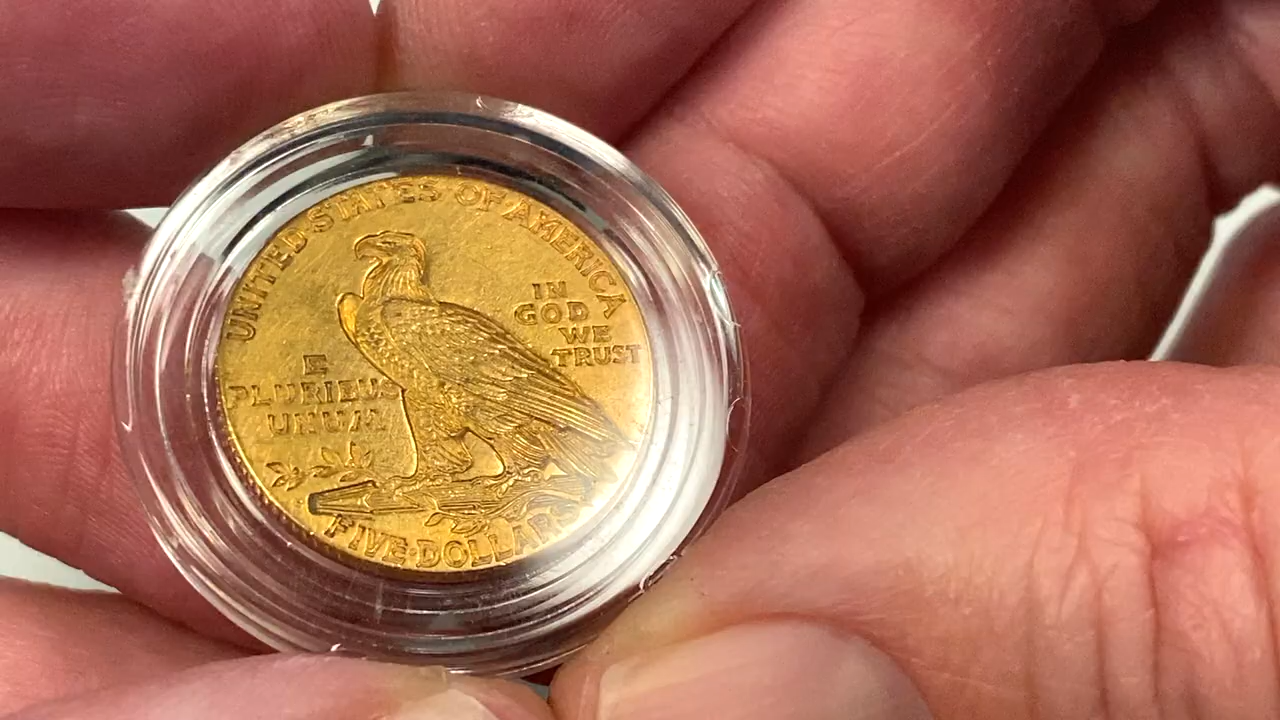 UNITED·STATES OF AMERICA
IN
GOD
WE
TRUST
E
PLURIBUS
UNUM
FIVE·DOLLARS